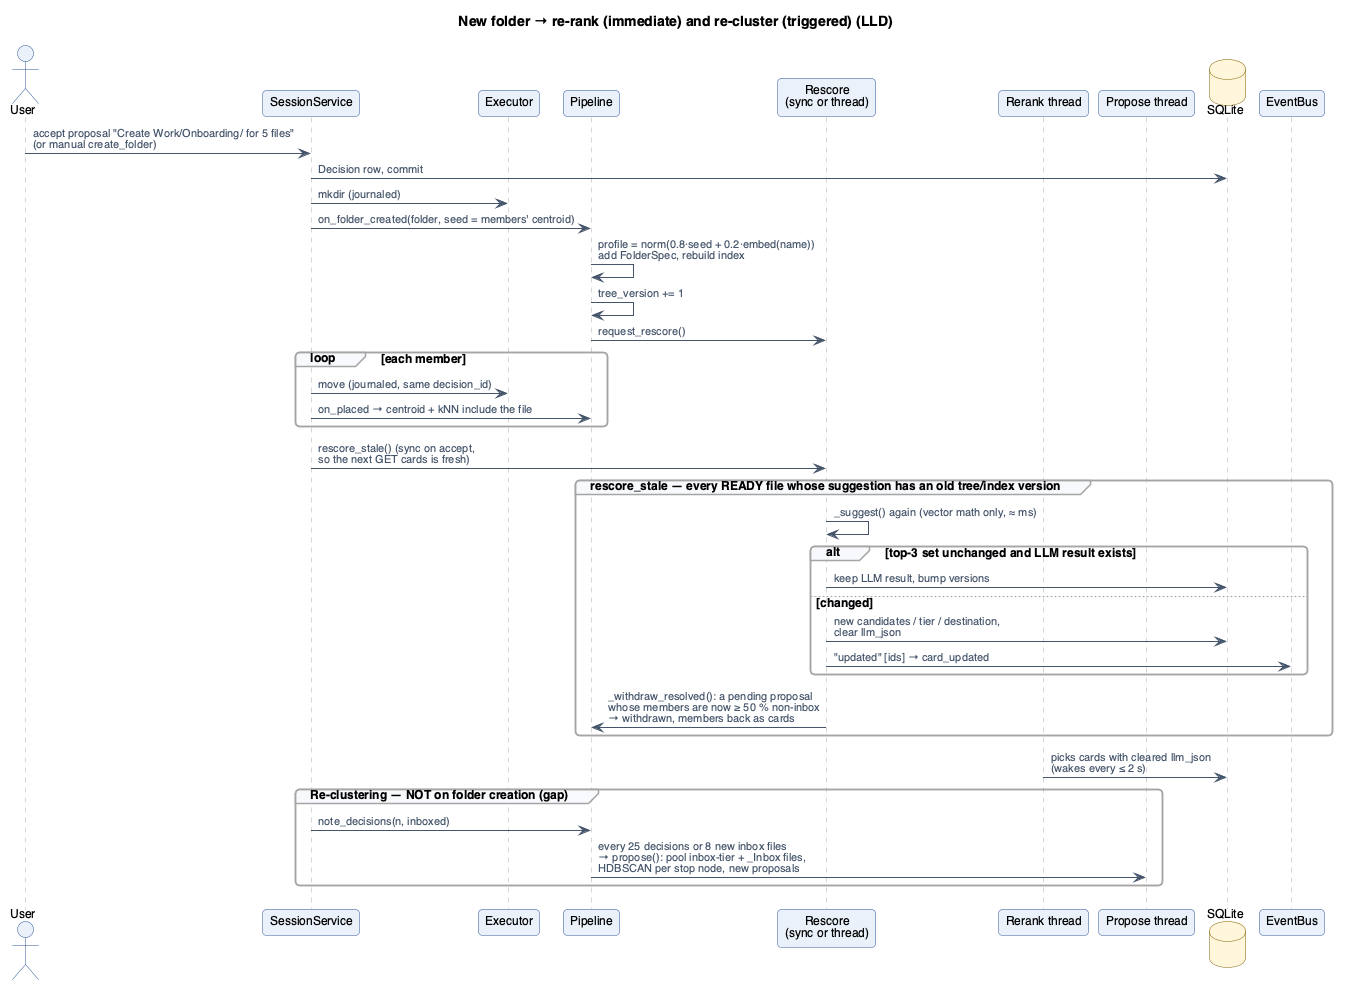 New folder → re-rank (immediate) and re-cluster (triggered) (LLD)
User
SessionService
Executor
Pipeline
Rescore
(sync or thread)
Rerank thread
Propose thread
SQLite
EventBus
accept proposal "Create Work/Onboarding/ for 5 files"
(or manual create_folder)
Decision row, commit
mkdir (journaled)
on_folder_created(folder, seed = members' centroid)
profile = norm(0.8·seed + 0.2·embed(name))
add FolderSpec, rebuild index
tree_version += 1
request_rescore()
loop [each member]
move (journaled, same decision_id)
on_placed → centroid + kNN include the file
rescore_stale() (sync on accept,
so the next GET cards is fresh)
rescore_stale — every READY file whose suggestion has an old tree/index version
_suggest() again (vector math only, ≈ ms)
alt [top-3 set unchanged and LLM result exists]
keep LLM result, bump versions
[changed]
new candidates / tier / destination,
clear llm_json
"updated" [ids] → card_updated
_withdraw_resolved(): a pending proposal
whose members are now ≥ 50 % non-inbox
→ withdrawn, members back as cards
picks cards with cleared llm_json
(wakes every ≤ 2 s)
Re-clustering — NOT on folder creation (gap)
note_decisions(n, inboxed)
every 25 decisions or 8 new inbox files
→ propose(): pool inbox-tier + _Inbox files,
HDBSCAN per stop node, new proposals
User
SessionService
Executor
Pipeline
Rescore
(sync or thread)
Rerank thread
Propose thread
SQLite
EventBus